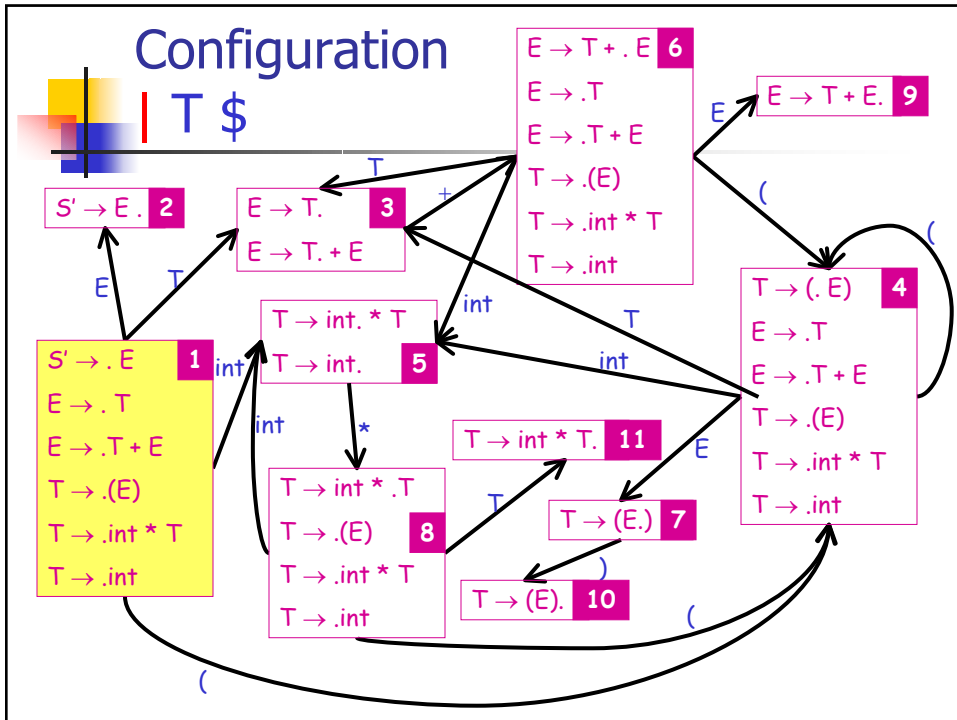 Configuration
| T $
E → T + . E 6
E → .T
E → .T + E
T → .(E)
T → .int * T
T → .int
E
E → T + E. 9
T
+
(
(
S’ → E . 2
E → T. 3
E → T. + E
E
T
int
T
int
T → (. E) 4
E → .T
E → .T + E
T → .(E)
T → .int * T
T → .int
T → int. * T
T → int. 5
S’ → . E 1
E → . T
E → .T + E
T → .(E)
T → .int * T
T → .int
int
int
*
T → int * T. 11
E
T → int * .T
T → .(E) 8
T → .int * T
T → .int
T
T → (E.) 7
)
T → (E). 10
(
(